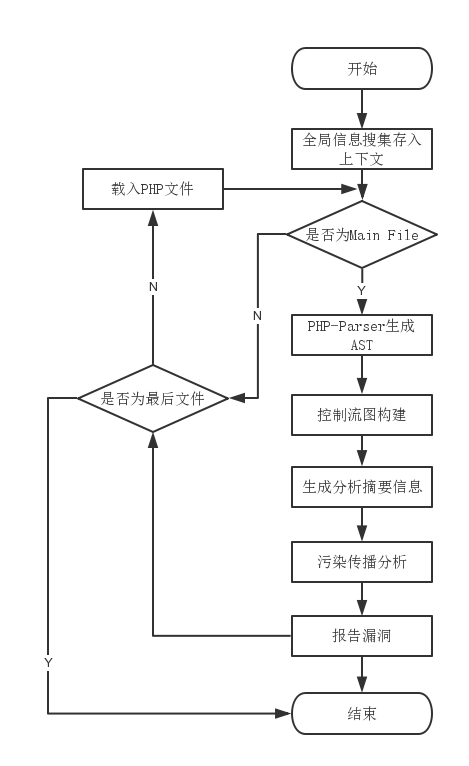 开始
全局信息搜集存入
上下文
载入PHP文件
是否为Main File
N
N
Y
PHP-Parser生成
AST
是否为最后文件
控制流图构建
生成分析摘要信息
污染传播分析
报告漏洞
Y
结束